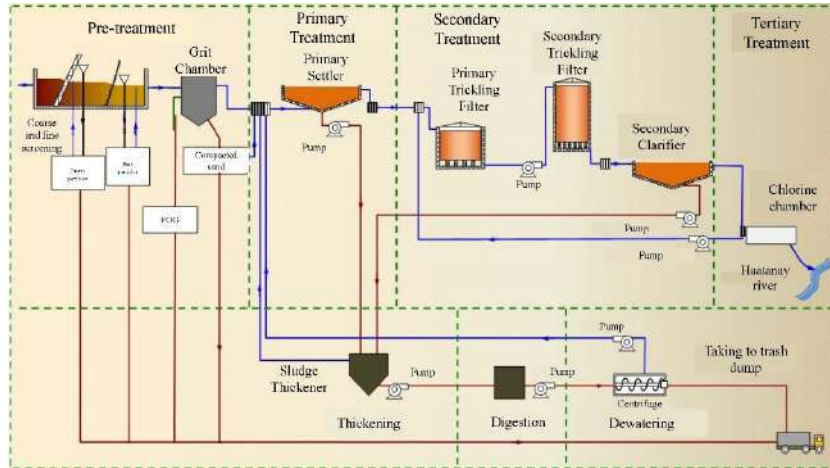 Pre-treatment
Primary
Treatment
Secondary
Treatment
Tertiary
Treatment
Grit
Chamber
Primary
Settler
Primary
Trickling
Filter
Secondary
Trickling
Filter
Secondary
Clarifier
Coarse
and fine
screening
Compacted
sand
Pump
Pump
Chlorine
chamber
FOG
Pump
Pump
Huatanay
river
Pump
Taking to trash
dump
Sludge
Thickener
Pump
Pump
Centrifuge
Thickening
Digestion
Dewatering